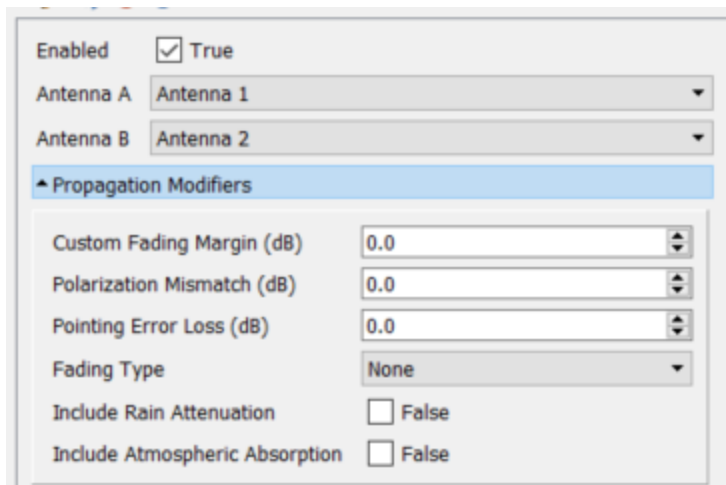 Enabled True
Antenna A Antenna 1
Antenna B Antenna 2
Propagation Modifiers
Custom Fading Margin (dB) 0.0
Polarization Mismatch (dB) 0.0
Pointing Error Loss (dB) 0.0
Fading Type None
Include Rain Attenuation False
Include Atmospheric Absorption False